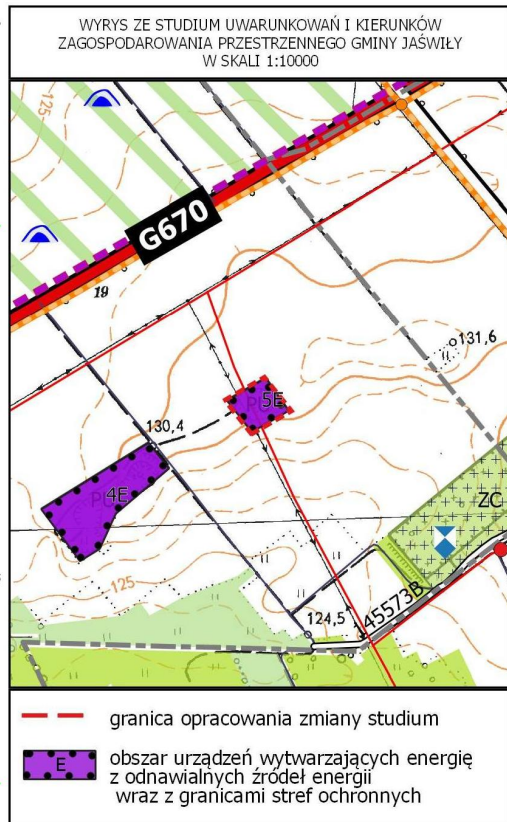 WYRYS ZE STUDIUM UWARUNKOWAŃ I KIERUNKÓW
ZAGOSPODAROWANIA PRZESTRZENNEGO GMINY JAŚWIŁY
W SKALI 1:10000
125
G670
19
131,6
5E
130,4
4E
ZC
125
124,5
45573B
granica opracowania zmiany studium
E
obszar urządzeń wytwarzających energię
z odnawialnych źródeł energii
wraz z granicami stref ochronnych